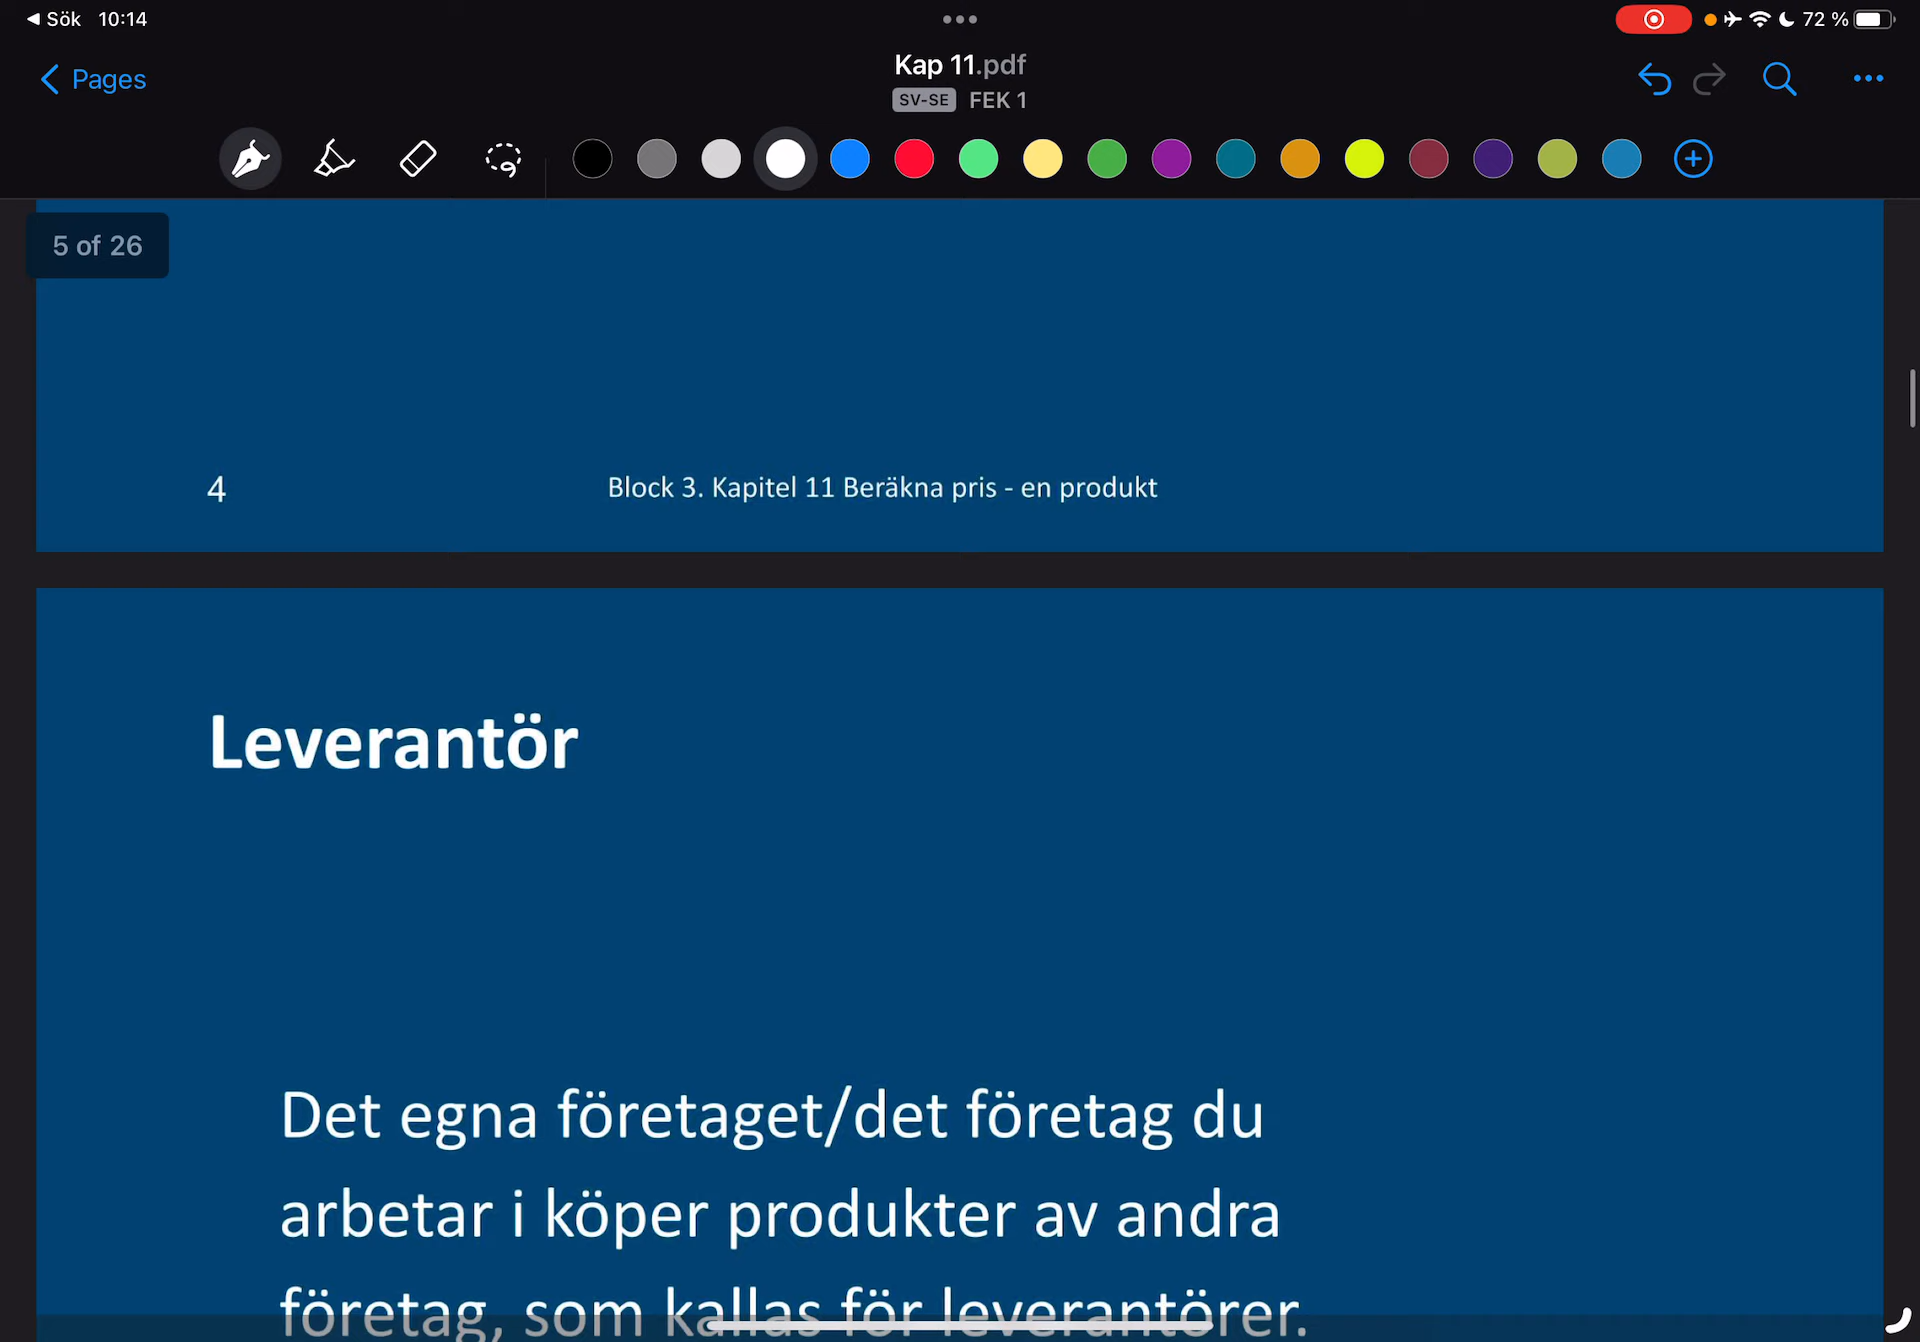 Sök 10:14
72 %
Pages
Kap 11.pdf
SV-SE FEK 1
5 of 26
4 Block 3. Kapitel 11 Beräkna pris - en produkt
Leverantör
Det egna företaget/det företag du
arbetar i köper produkter av andra
företag, som kallas för leverantörer.